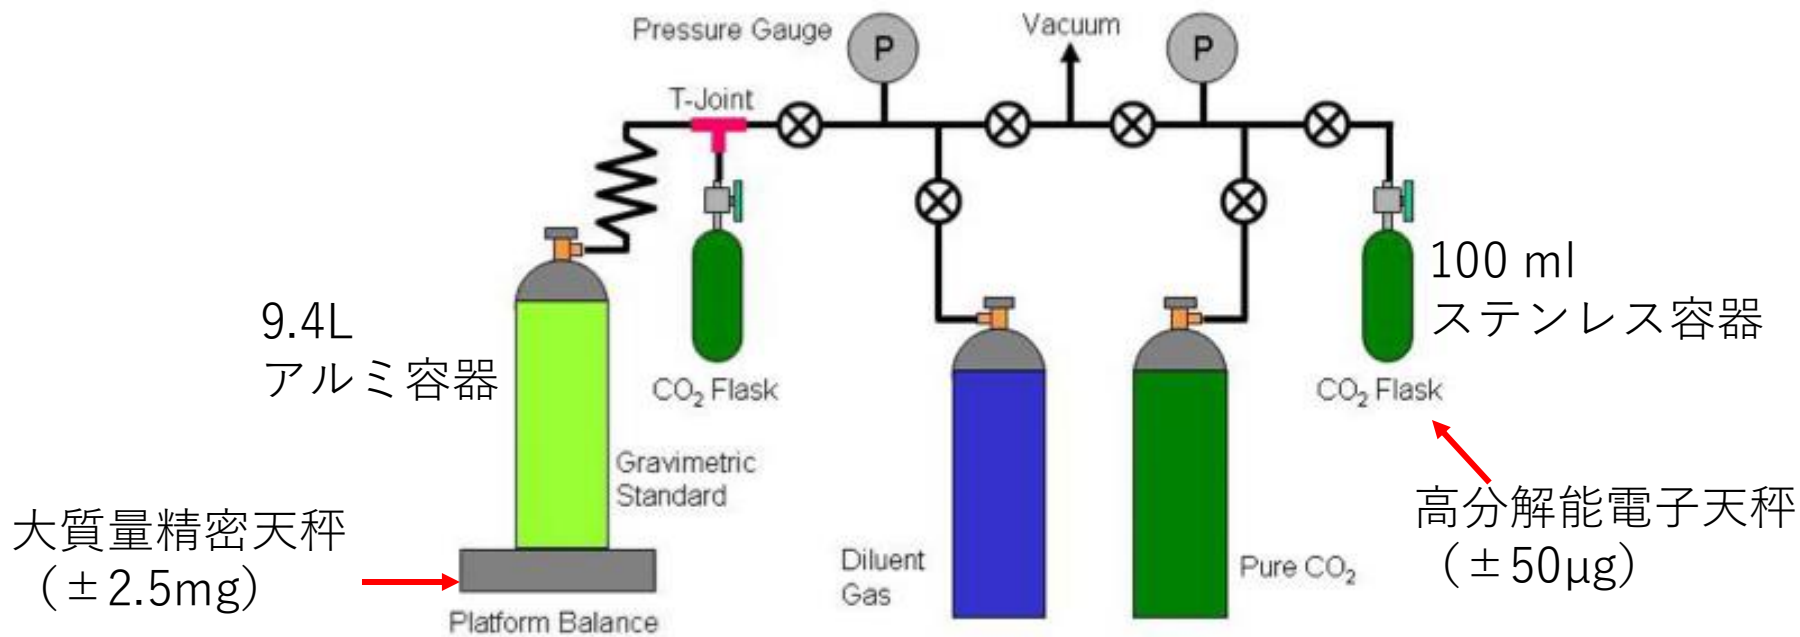 Pressure Gauge
P
Vacuum
P
T-Joint
9.4L
アルミ容器
CO₂ Flask
100 ml
ステンレス容器
CO₂ Flask
Gravimetric
Standard
大質量精密天秤
（±2.5mg）
Platform Balance
Diluent
Gas
Pure CO₂
高分解能電子天秤
（±50μg）